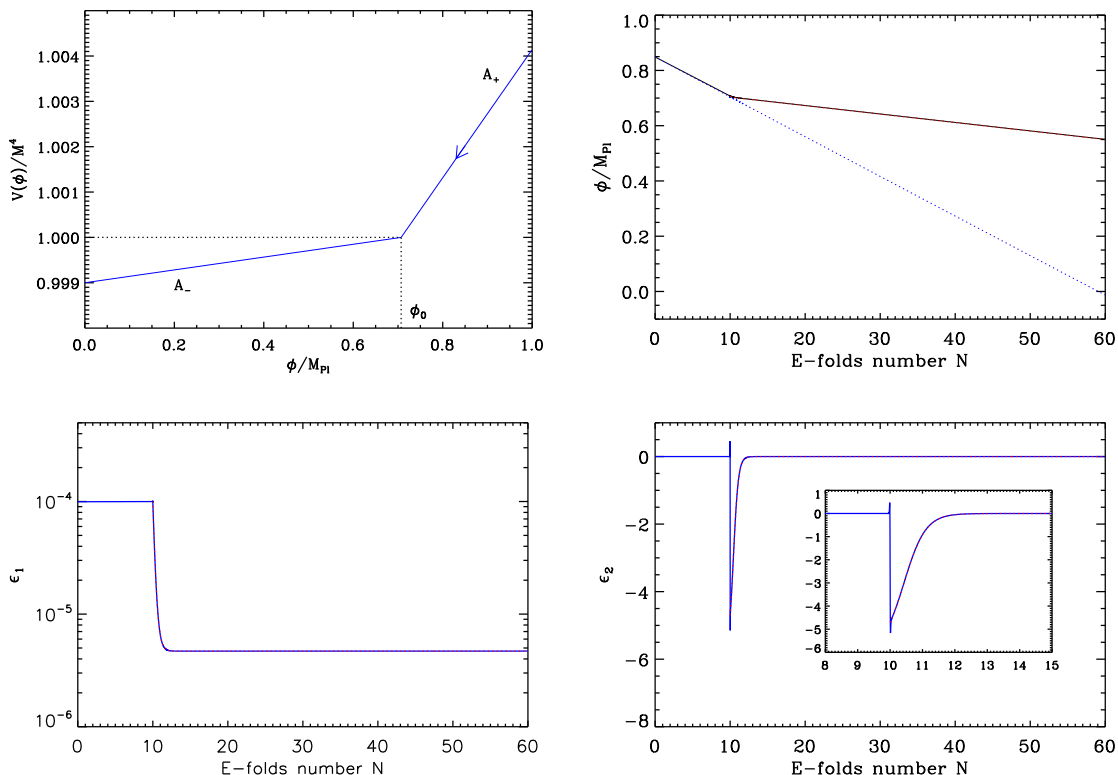 V(ϕ)/M⁴
1.004
1.003
1.002
1.001
1.000
0.999
A₊
A₋
ϕ₀
0.0 0.2 0.4 0.6 0.8 1.0
ϕ/M_Pl
ϕ/M_Pl
1.0
0.8
0.6
0.4
0.2
0.0
0 10 20 30 40 50 60
E-folds number N
ϵ₁
10⁻⁴
10⁻⁵
10⁻⁶
0 10 20 30 40 50 60
E-folds number N
ϵ₂
0
-2
-4
-6
-8
1
0
-1
-2
-3
-4
-5
-6
8 9 10 11 12 13 14 15
0 10 20 30 40 50 60
E-folds number N